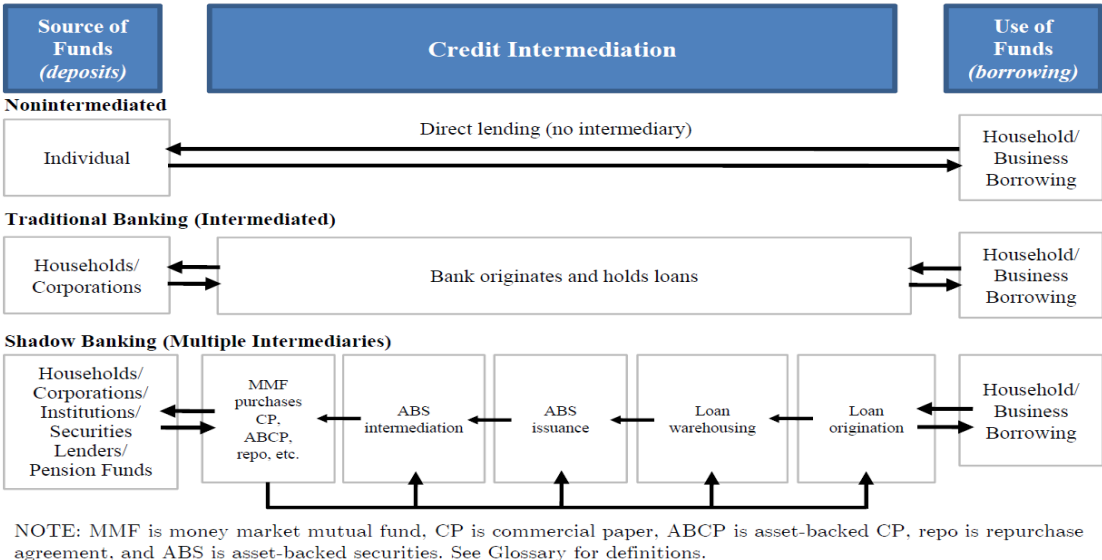 Source of
Funds
(deposits)
Credit Intermediation
Use of
Funds
(borrowing)
Nonintermediated
Individual
Direct lending (no intermediary)
Household/
Business
Borrowing
Traditional Banking (Intermediated)
Households/
Corporations
Bank originates and holds loans
Household/
Business
Borrowing
Shadow Banking (Multiple Intermediaries)
Households/
Corporations/
Institutions/
Securities
Lenders/
Pension Funds
MMF
purchases
CP,
ABCP,
repo, etc.
ABS
intermediation
ABS
issuance
Loan
warehousing
Loan
origination
Household/
Business
Borrowing
NOTE: MMF is money market mutual fund, CP is commercial paper, ABCP is asset-backed CP, repo is repurchase
agreement, and ABS is asset-backed securities. See Glossary for definitions.